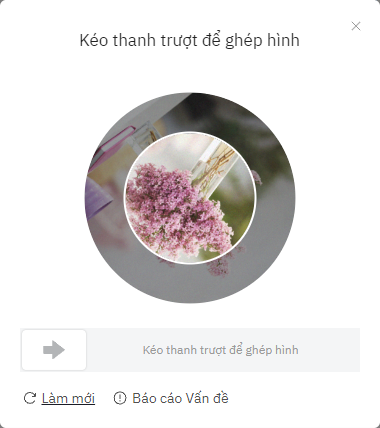 Kéo thanh trượt để ghép hình
Kéo thanh trượt để ghép hình
Làm mới
Báo cáo Vấn đề